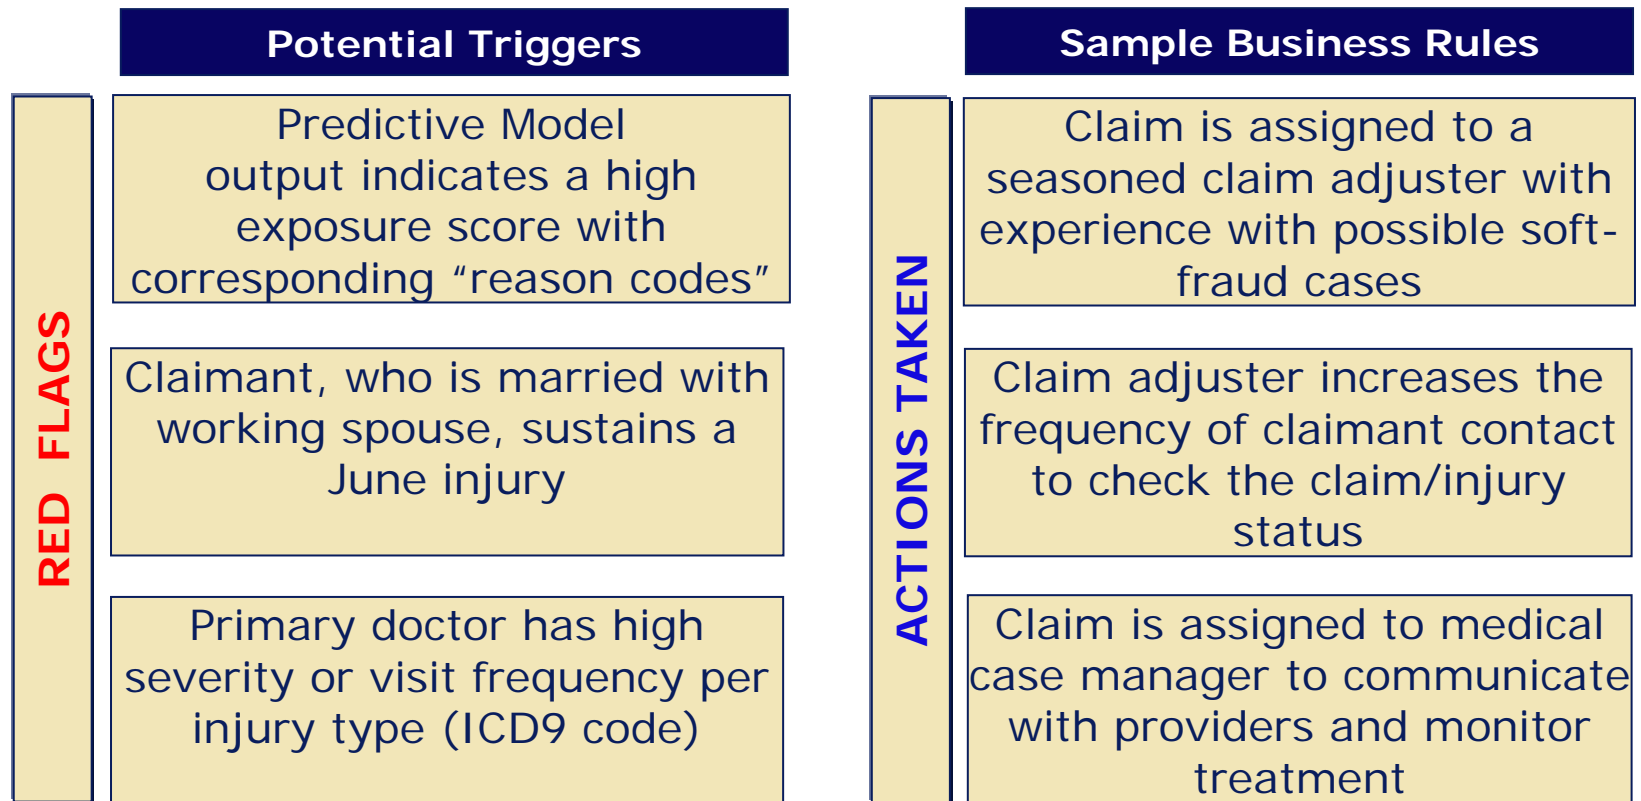 Potential Triggers
RED FLAGS
Predictive Model
output indicates a high
exposure score with
corresponding “reason codes”
Claimant, who is married with
working spouse, sustains a
June injury
Primary doctor has high
severity or visit frequency per
injury type (ICD9 code)
Sample Business Rules
ACTIONS TAKEN
Claim is assigned to a
seasoned claim adjuster with
experience with possible soft-
fraud cases
Claim adjuster increases the
frequency of claimant contact
to check the claim/injury
status
Claim is assigned to medical
case manager to communicate
with providers and monitor
treatment